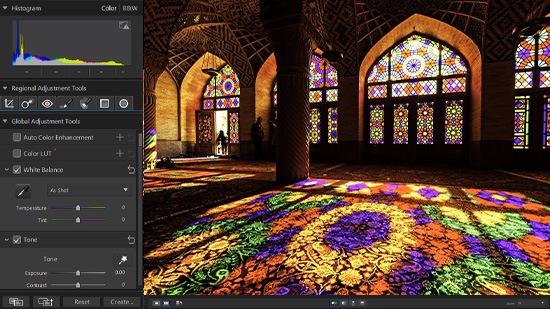 Histogram Color B&W
Regional Adjustment Tools
Global Adjustment Tools
Auto Color Enhancement
Color LUT
White Balance
As Shot
Temperature 0
Tint 0
Tone
Tone
Exposure 0.00
Contrast 0
Reset Create...